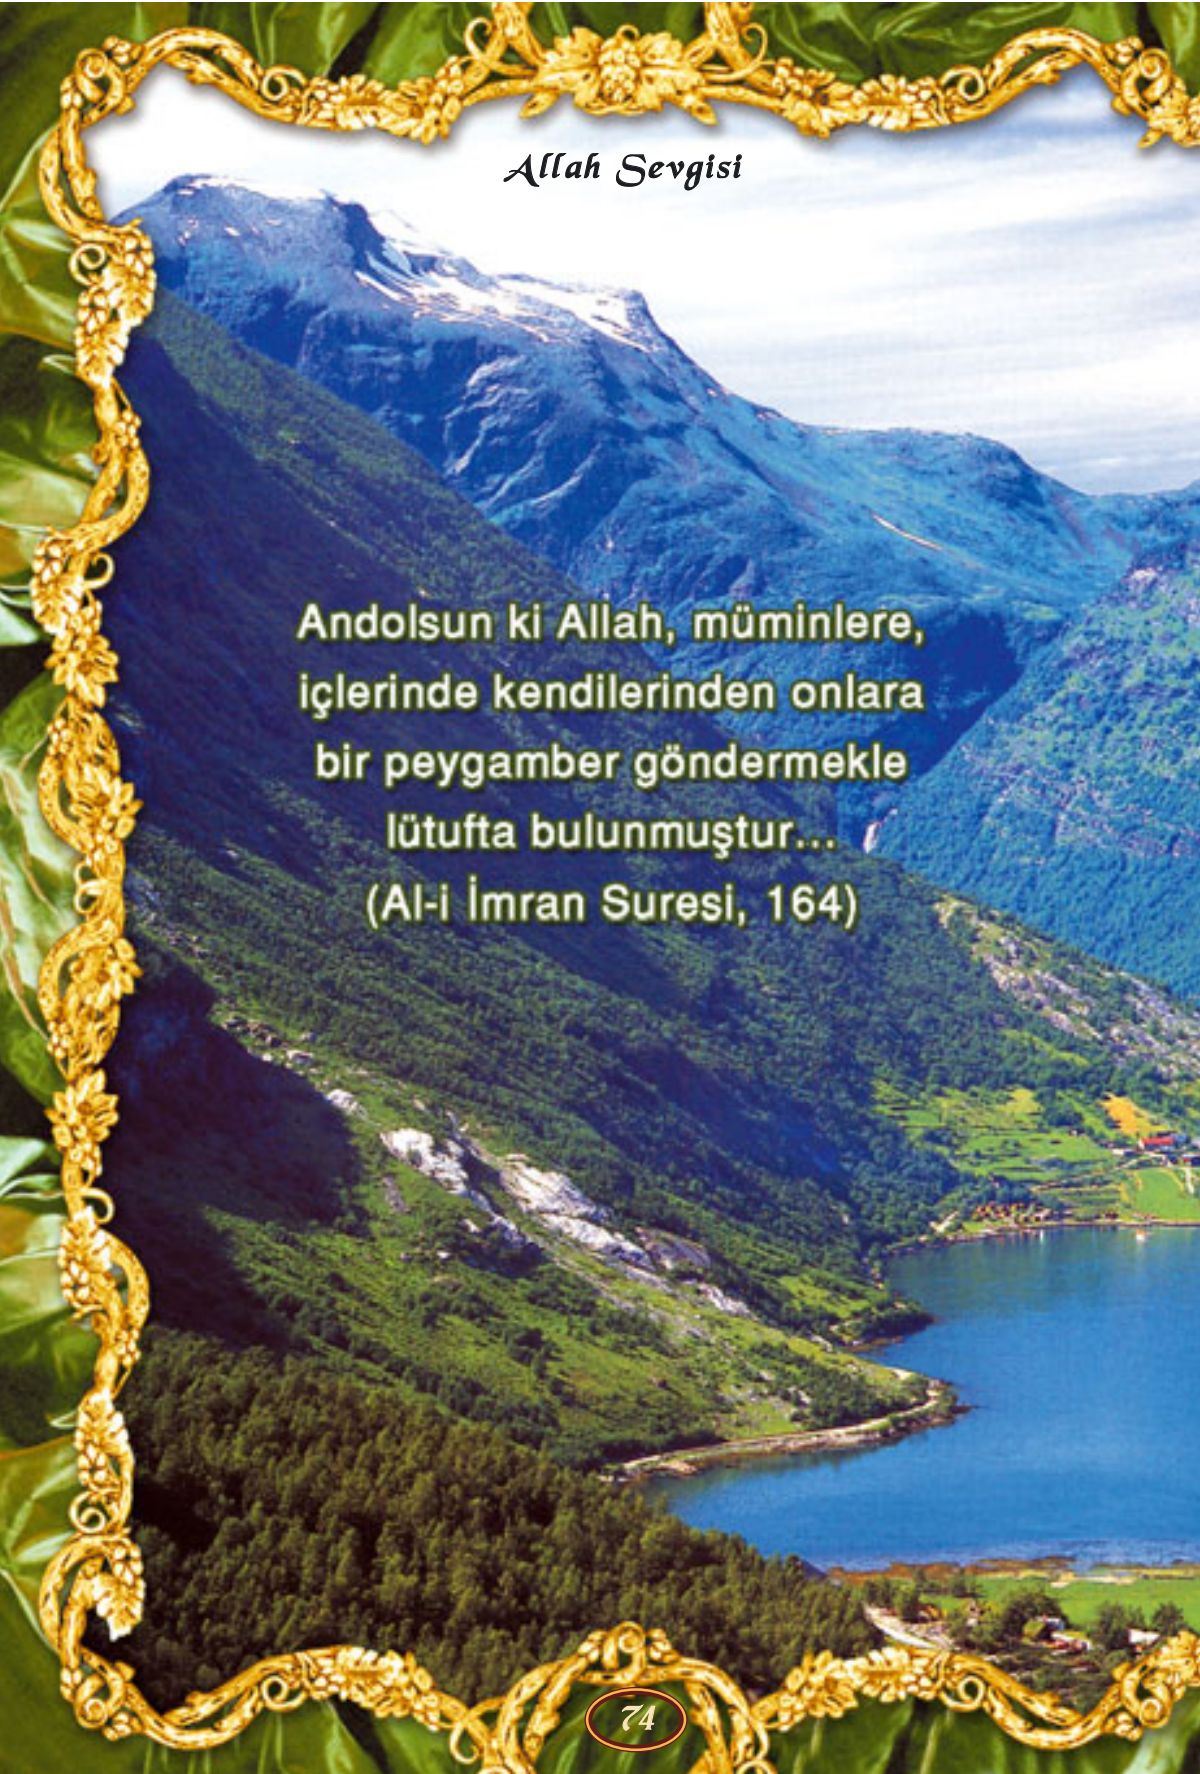 Allah Sevgisi
Andolsun ki Allah, müminlere,
içlerinde kendilerinden onlara
bir peygamber göndermekle
lütufta bulunmuştur...
(Al-i İmran Suresi, 164)
74